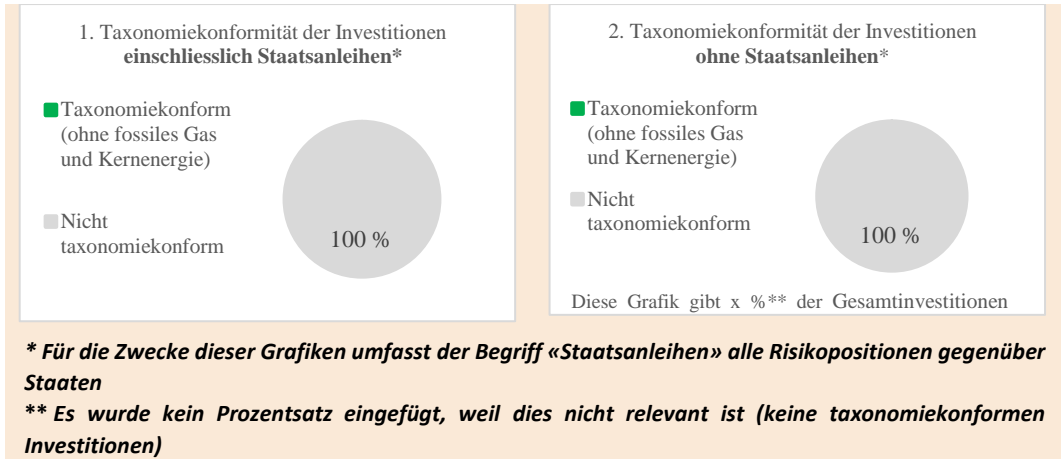 1. Taxonomiekonformität der Investitionen
einschliesslich Staatsanleihen*
Taxonomiekonform
(ohne fossiles Gas
und Kernenergie)
Nicht
taxonomiekonform
100 %
2. Taxonomiekonformität der Investitionen
ohne Staatsanleihen*
Taxonomiekonform
(ohne fossiles Gas
und Kernenergie)
Nicht
taxonomiekonform
100 %
Diese Grafik gibt x %** der Gesamtinvestitionen
* Für die Zwecke dieser Grafiken umfasst der Begriff «Staatsanleihen» alle Risikopositionen gegenüber
Staaten
** Es wurde kein Prozentsatz eingefügt, weil dies nicht relevant ist (keine taxonomiekonformen
Investitionen)